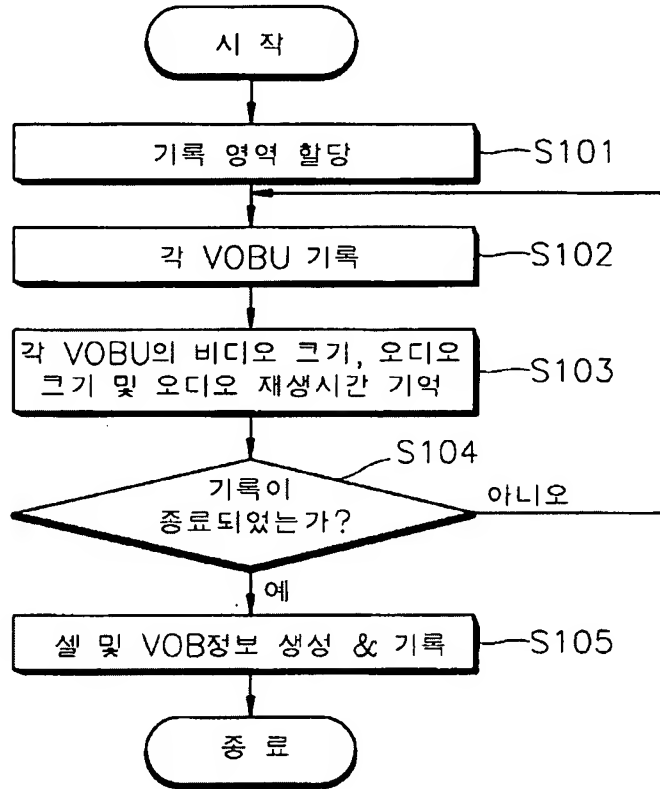 시 작
기록 영역 할당
S101
각 VOBU 기록
S102
각 VOBU의 비디오 크기, 오디오
크기 및 오디오 재생시간 기억
S103
S104
기록이
종료되었는가?
아니오
예
셀 및 VOB정보 생성 & 기록
S105
종 료